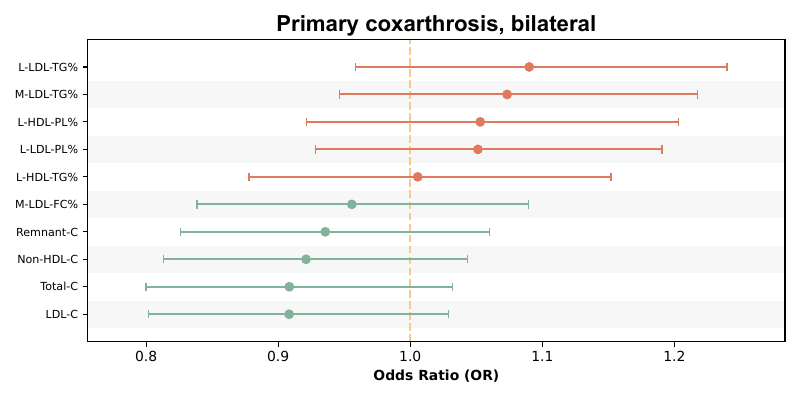 Primary coxarthrosis, bilateral
L-LDL-TG%
M-LDL-TG%
L-HDL-PL%
L-LDL-PL%
L-HDL-TG%
M-LDL-FC%
Remnant-C
Non-HDL-C
Total-C
LDL-C
0.8 0.9 1.0 1.1 1.2
Odds Ratio (OR)